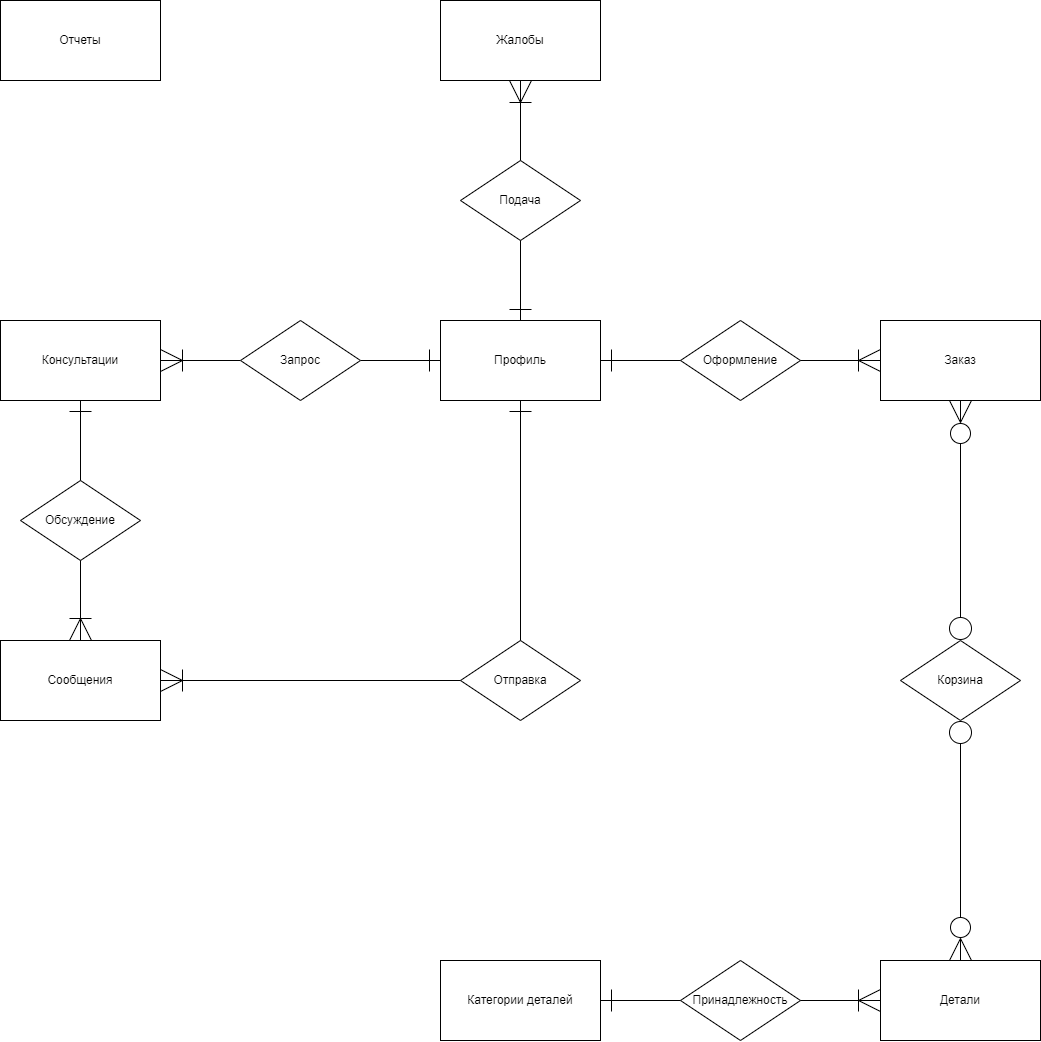 Отчеты
Жалобы
Подача
Консультации
Запрос
Профиль
Оформление
Заказ
Обсуждение
Сообщения
Отправка
Корзина
Категории деталей
Принадлежность
Детали